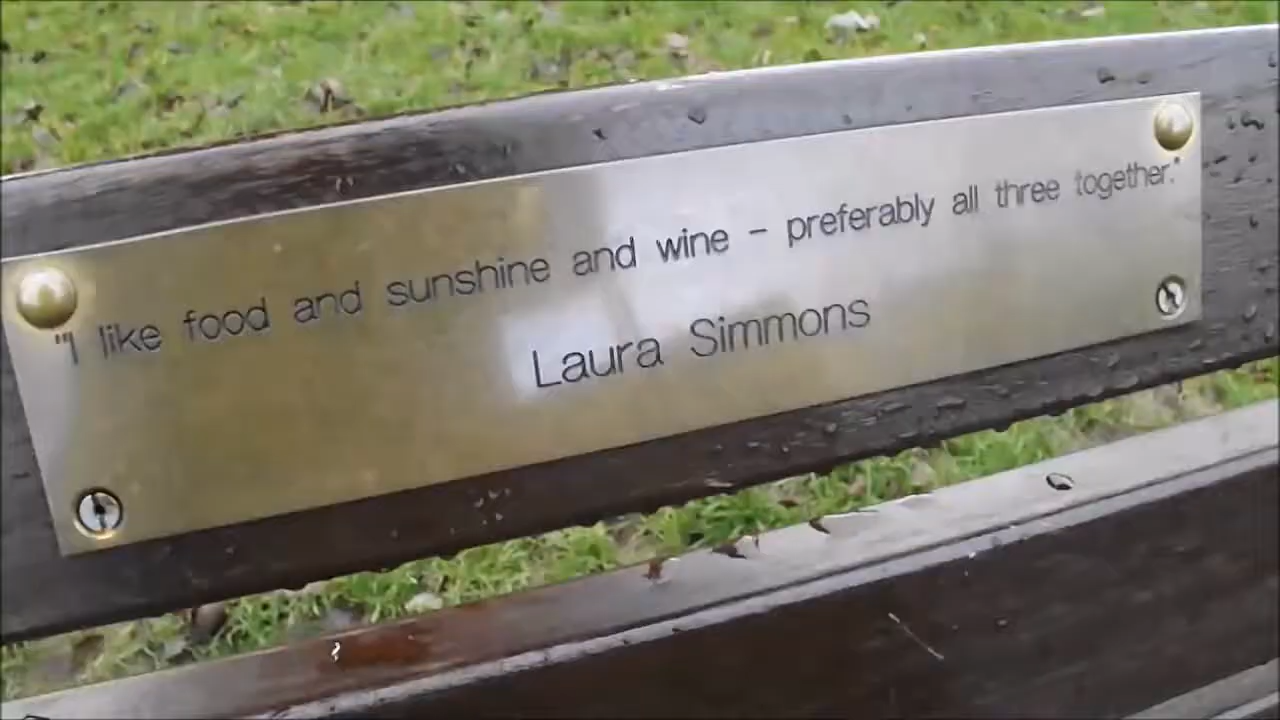 "I like food and sunshine and wine – preferably all three together."
Laura Simmons